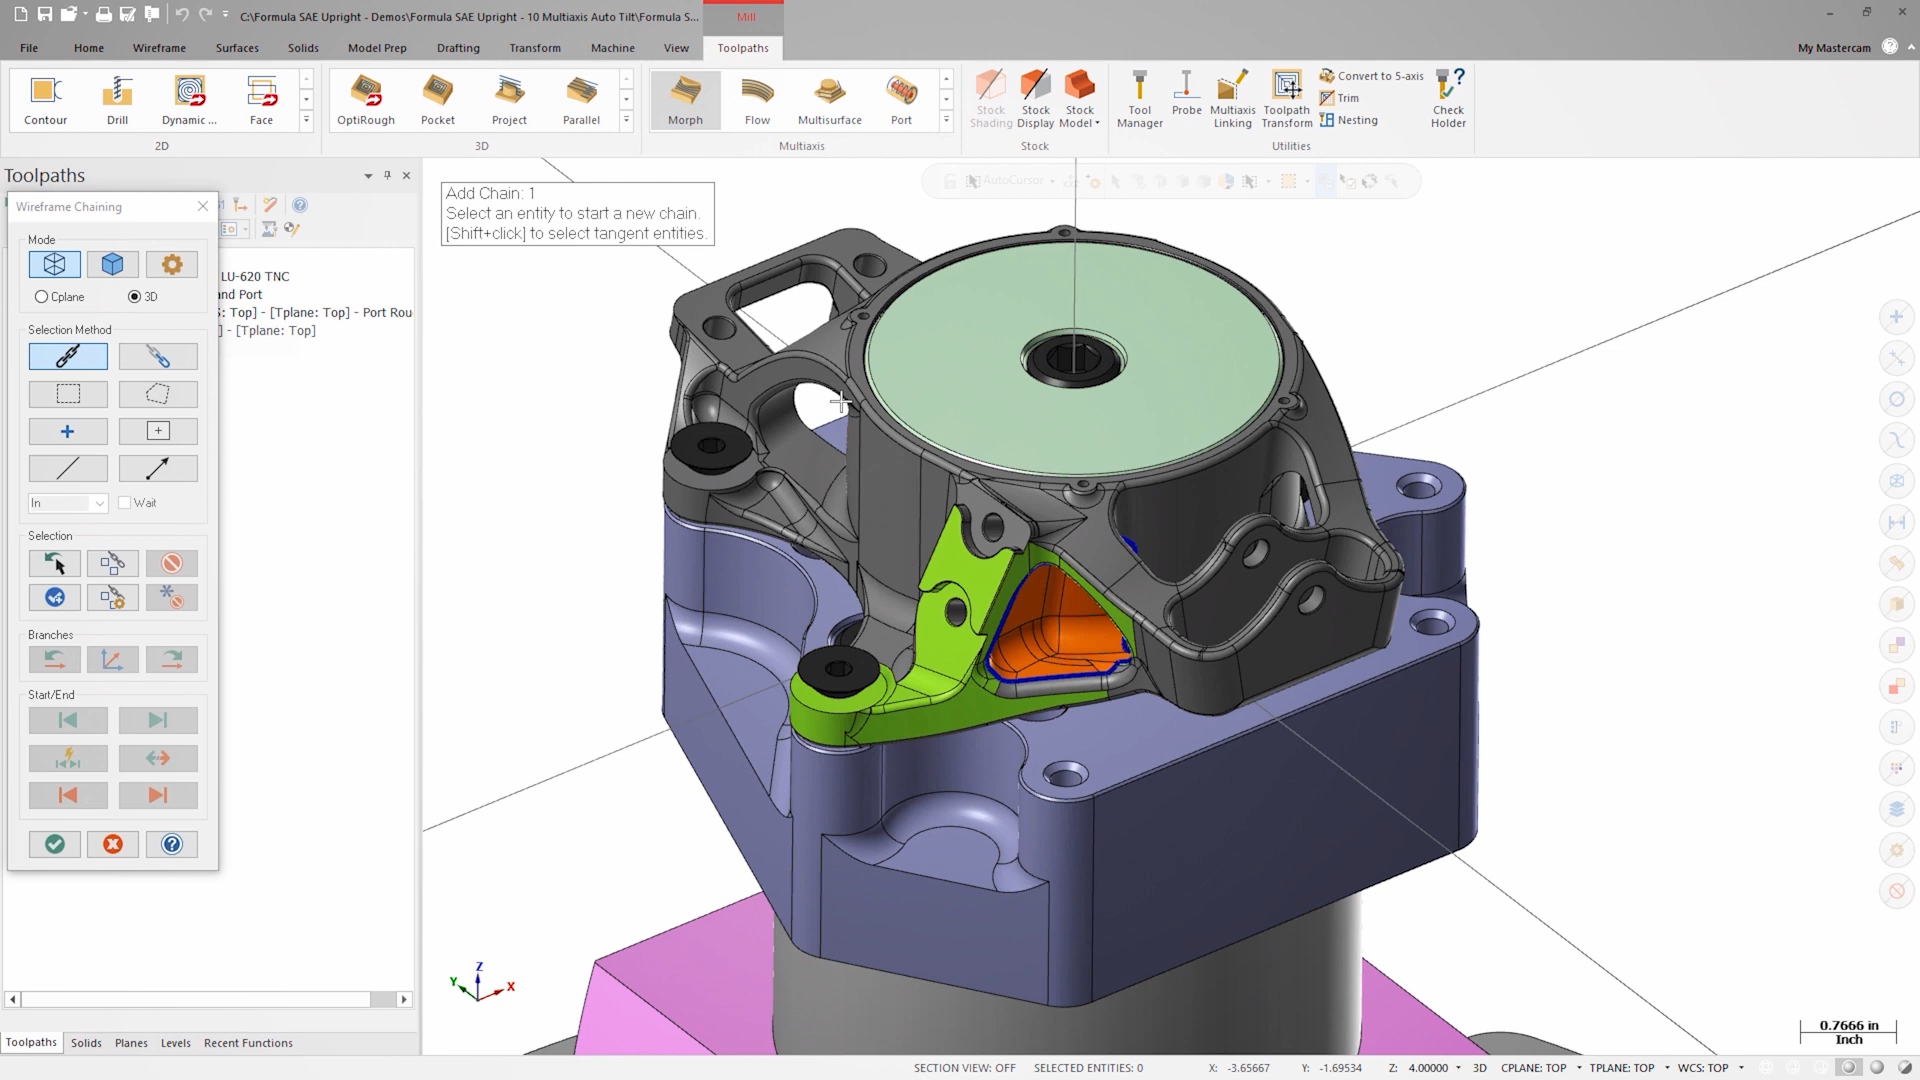 C:\Formula SAE Upright - Demos\Formula SAE Upright - 10 Multiaxis Auto Tilt\Formula S...
Mill
File
Home
Wireframe
Surfaces
Solids
Model Prep
Drafting
Transform
Machine
View
Toolpaths
My Mastercam
Contour
Drill
Dynamic ...
Face
2D
OptiRough
Pocket
Project
Parallel
3D
Morph
Flow
Multisurface
Port
Multiaxis
Stock
Shading
Stock
Display
Stock
Model
Stock
Tool
Manager
Probe
Multiaxis
Linking
Toolpath
Transform
Convert to 5-axis
Trim
Nesting
Check
Holder
Utilities
Toolpaths
Wireframe Chaining
Mode
Cplane
3D
Selection Method
In
Wait
Selection
Branches
Start/End
LU-620 TNC
and Port
S: Top] - [Tplane: Top] - Port Rou
] - [Tplane: Top]
Add Chain: 1
Select an entity to start a new chain.
[Shift+click] to select tangent entities.
AutoCursor
Z
Y
X
0.7666 in
Inch
Toolpaths
Solids
Planes
Levels
Recent Functions
SECTION VIEW: OFF
SELECTED ENTITIES: 0
X: -3.65667
Y: -1.69534
Z: 4.00000
3D
CPLANE: TOP
TPLANE: TOP
WCS: TOP